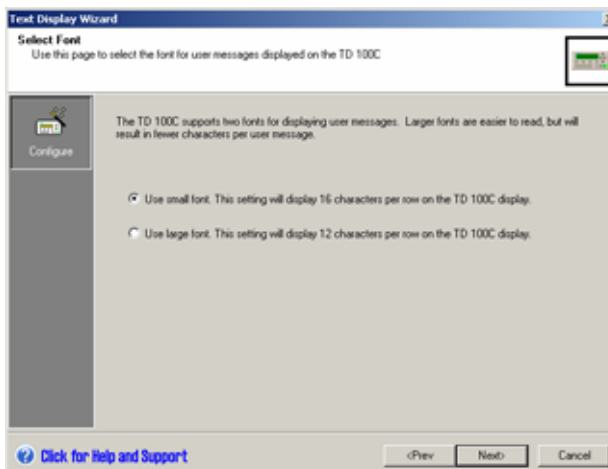 Text Display Wizard
Select Font
Use this page to select the font for user messages displayed on the TD 100C
Configure
The TD 100C supports two fonts for displaying user messages. Larger fonts are easier to read, but will
result in fewer characters per user message.
Use small font. This setting will display 16 characters per row on the TD 100C display.
Use large font. This setting will display 12 characters per row on the TD 100C display.
Click for Help and Support
<Prev
Next>
Cancel